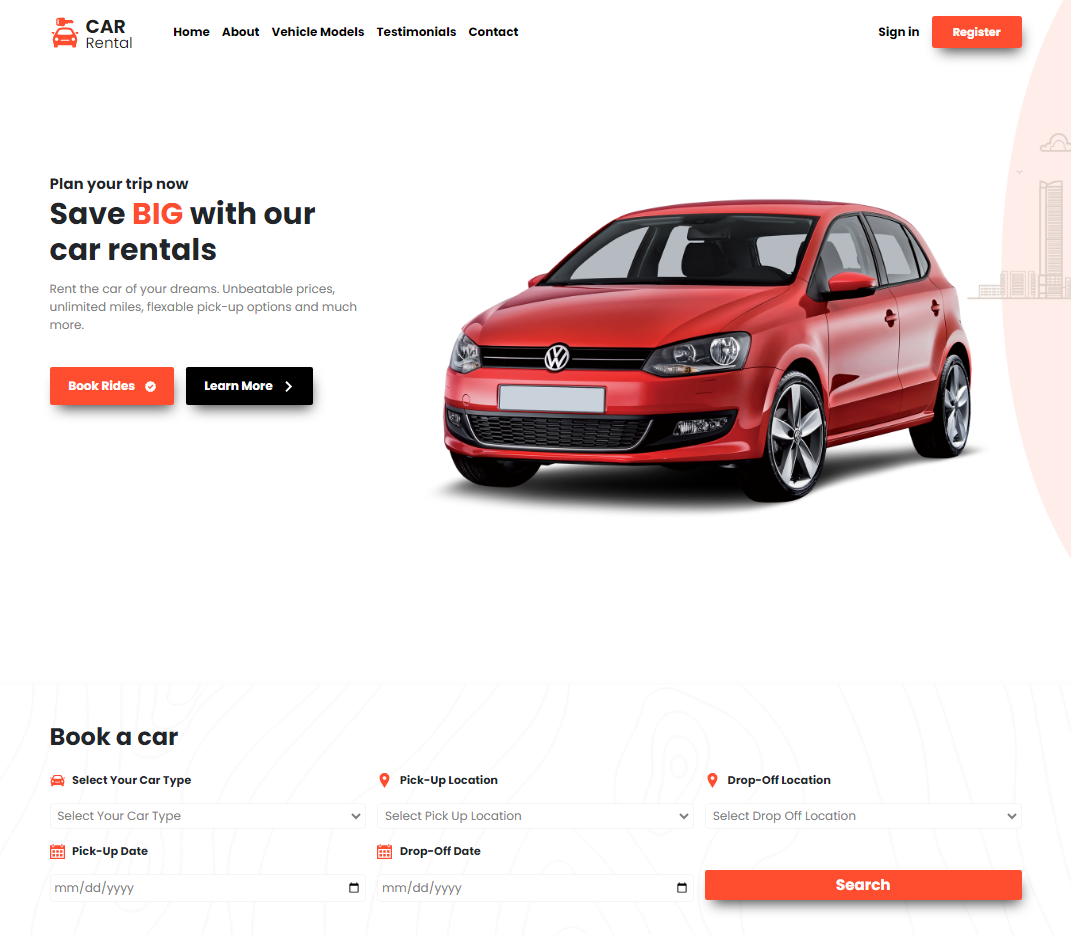 CAR
Rental
Home About Vehicle Models Testimonials Contact
Sign in Register
Plan your trip now
Save BIG with our
car rentals
Rent the car of your dreams. Unbeatable prices,
unlimited miles, flexable pick-up options and much
more.
Book Rides Learn More
Book a car
Select Your Car Type Pick-Up Location Drop-Off Location
Select Your Car Type Select Pick Up Location Select Drop Off Location
Pick-Up Date Drop-Off Date
mm/dd/yyyy mm/dd/yyyy Search